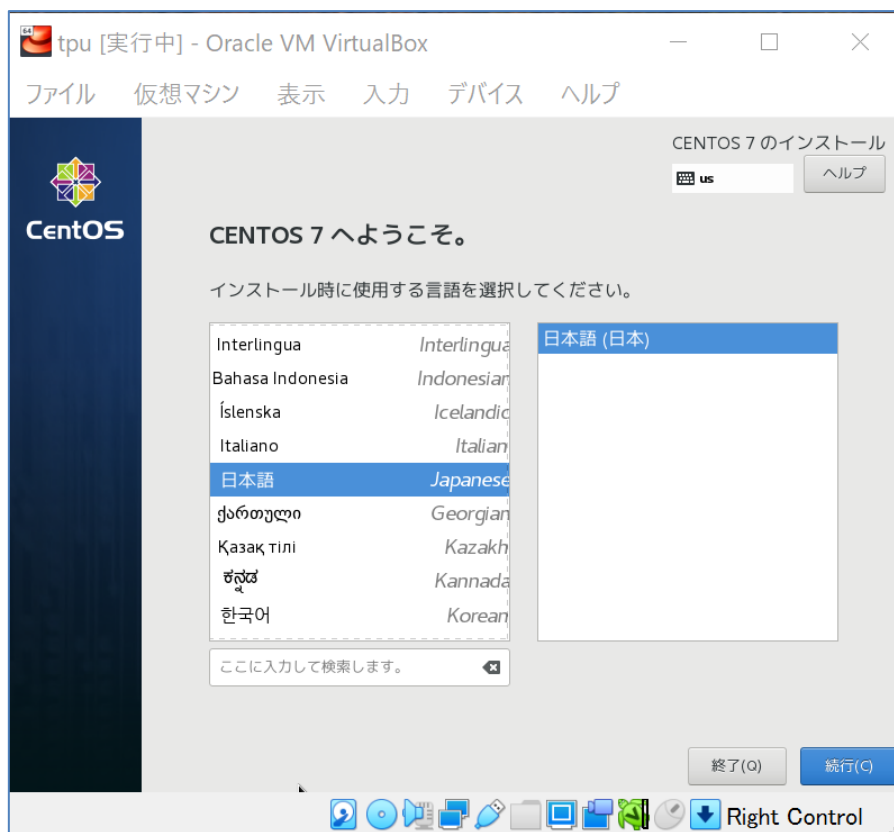 64
tpu [実行中] - Oracle VM VirtualBox
ファイル 仮想マシン 表示 入力 デバイス ヘルプ
CentOS
CENTOS 7 のインストール
us
ヘルプ
CENTOS 7 へようこそ。
インストール時に使用する言語を選択してください。
Interlingua Interlingua
Bahasa Indonesia Indonesian
Íslenska Icelandic
Italiano Italian
日本語 Japanese
ქართული Georgian
Қазақ тілі Kazakh
ಕನ್ನಡ Kannada
한국어 Korean
日本語 (日本)
ここに入力して検索します。
終了(Q) 続行(C)
Right Control